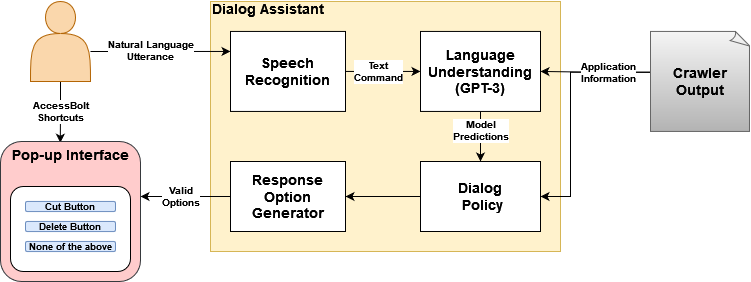 Dialog Assistant
Natural Language
Utterance
Speech
Recognition
Text
Command
Language
Understanding
(GPT-3)
Application
Information
Crawler
Output
AccessBolt
Shortcuts
Model
Predictions
Pop-up Interface
Cut Button
Delete Button
None of the above
Valid
Options
Response
Option
Generator
Dialog
Policy